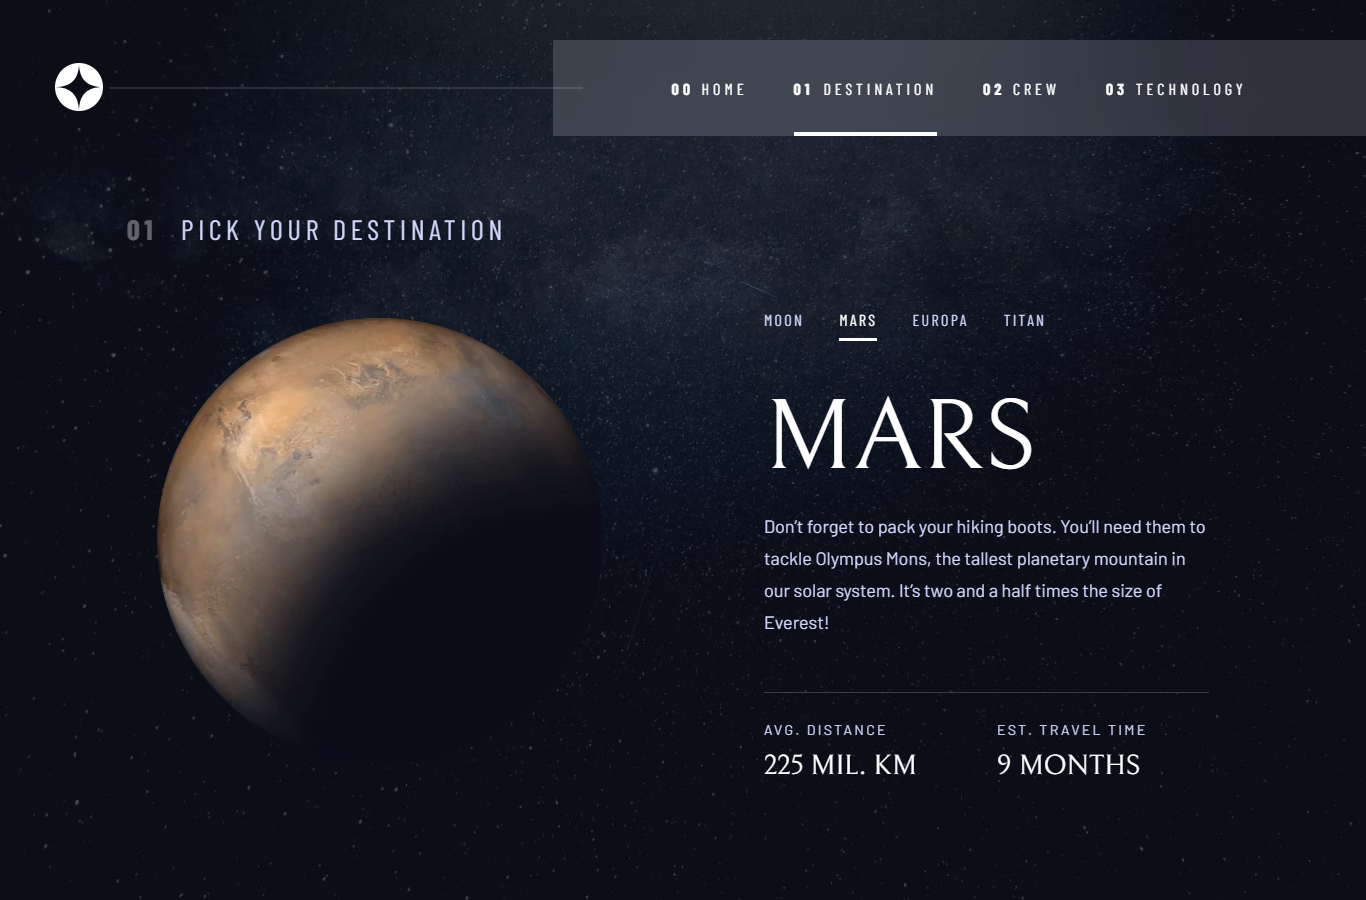 00 HOME 01 DESTINATION 02 CREW 03 TECHNOLOGY
01 PICK YOUR DESTINATION
MOON MARS EUROPA TITAN
MARS
Don’t forget to pack your hiking boots. You’ll need them to
tackle Olympus Mons, the tallest planetary mountain in
our solar system. It’s two and a half times the size of
Everest!
AVG. DISTANCE
225 MIL. KM
EST. TRAVEL TIME
9 MONTHS